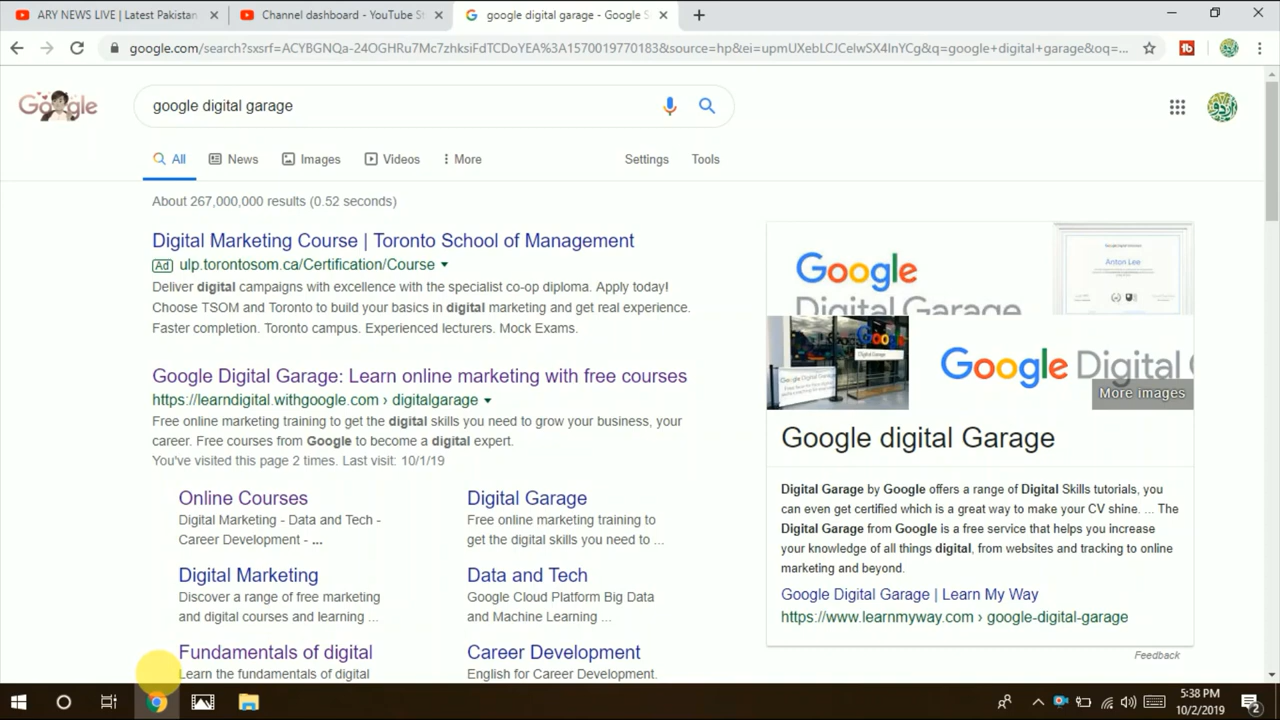 ARY NEWS LIVE | Latest Pakistan
Channel dashboard - YouTube St
google digital garage - Google S
google.com/search?sxsrf=ACYBGNQa-24OGHRu7Mc7zhksiFdTCDoYEA%3A1570019770183&source=hp&ei=upmUXebLCJCelwSX4InYCg&q=google+digital+garage&oq=...
Google
google digital garage
All
News
Images
Videos
More
Settings
Tools
About 267,000,000 results (0.52 seconds)
Digital Marketing Course | Toronto School of Management
Ad ulp.torontosom.ca/Certification/Course
Deliver digital campaigns with excellence with the specialist co-op diploma. Apply today!
Choose TSOM and Toronto to build your basics in digital marketing and get real experience.
Faster completion. Toronto campus. Experienced lecturers. Mock Exams.
Google Digital Garage: Learn online marketing with free courses
https://learndigital.withgoogle.com › digitalgarage
Free online marketing training to get the digital skills you need to grow your business, your
career. Free courses from Google to become a digital expert.
You've visited this page 2 times. Last visit: 10/1/19
Online Courses
Digital Marketing - Data and Tech -
Career Development - ...
Digital Garage
Free online marketing training to
get the digital skills you need to ...
Digital Marketing
Discover a range of free marketing
and digital courses and learning ...
Data and Tech
Google Cloud Platform Big Data
and Machine Learning ...
Fundamentals of digital
Learn the fundamentals of digital
Career Development
English for Career Development.
Google
Digital Garage
Anton Lee
Google
Digital Garage
Google Digital G
More images
Google digital Garage
Digital Garage by Google offers a range of Digital Skills tutorials, you
can even get certified which is a great way to make your CV shine. ... The
Digital Garage from Google is a free service that helps you increase
your knowledge of all things digital, from websites and tracking to online
marketing and beyond.
Google Digital Garage | Learn My Way
https://www.learnmyway.com › google-digital-garage
Feedback
5:38 PM
10/2/2019
2